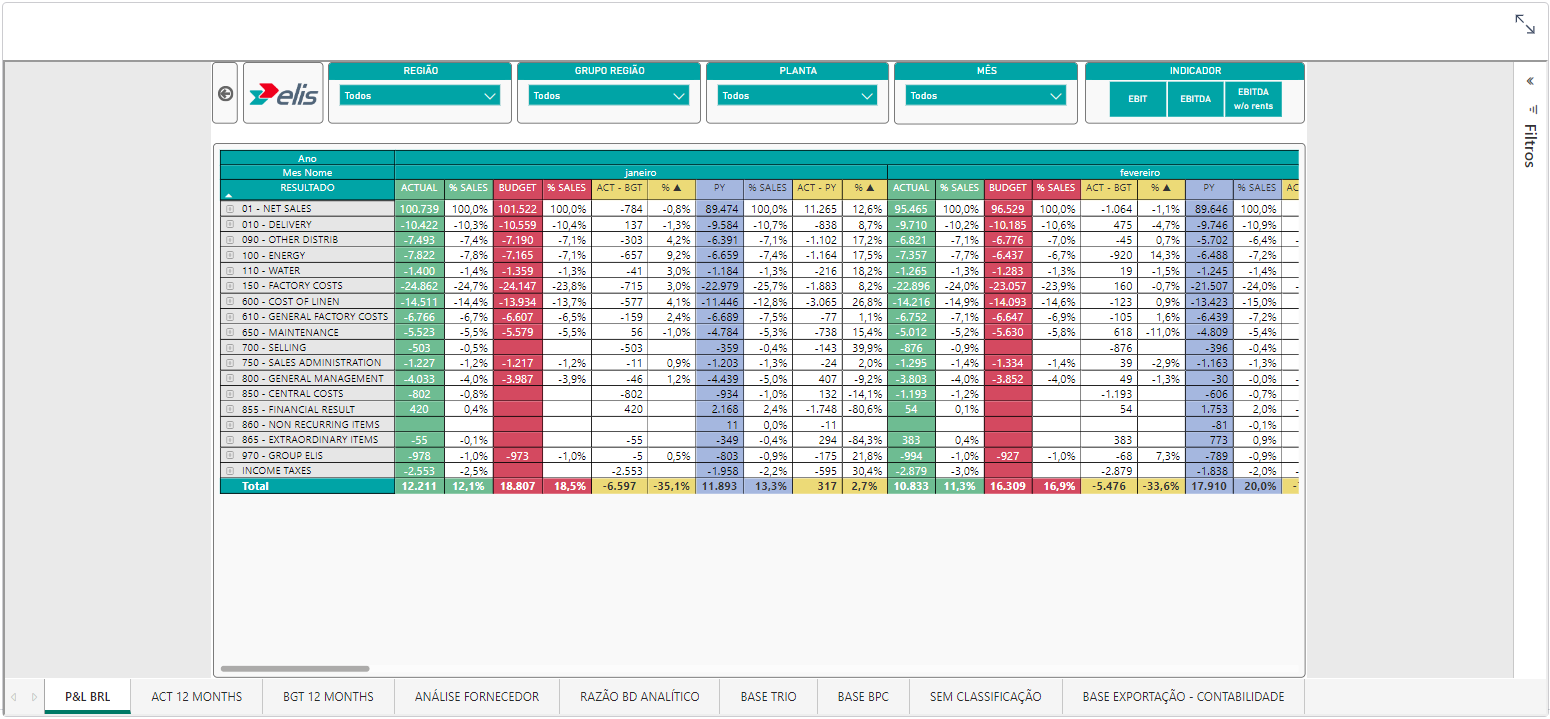 REGIÃO GRUPO REGIÃO PLANTA MÊS INDICADOR
elis Todos Todos Todos Todos EBIT EBITDA EBITDA w/o rents
Filtros
Ano
Mes Nome janeiro fevereiro
RESULTADO ACTUAL % SALES BUDGET % SALES ACT - BGT % ▲ PY % SALES ACT - PY % ▲ ACTUAL % SALES BUDGET % SALES ACT - BGT % ▲ PY % SALES AC
01 - NET SALES 100.739 100,0% 101.522 100,0% -784 -0,8% 89.474 100,0% 11.265 12,6% 95.465 100,0% 96.529 100,0% -1.064 -1,1% 89.646 100,0%
010 - DELIVERY -10.422 -10,3% -10.559 -10,4% 137 -1,3% -9.584 -10,7% -838 8,7% -9.710 -10,2% -10.185 -10,6% 475 -4,7% -9.746 -10,9%
090 - OTHER DISTRIB -7.493 -7,4% -7.190 -7,1% -303 4,2% -6.391 -7,1% -1.102 17,2% -6.821 -7,1% -6.776 -7,0% -45 0,7% -5.702 -6,4% -
100 - ENERGY -7.822 -7,8% -7.165 -7,1% -657 9,2% -6.659 -7,4% -1.164 17,5% -7.357 -7,7% -6.437 -6,7% -920 14,3% -6.488 -7,2%
110 - WATER -1.400 -1,4% -1.359 -1,3% -41 3,0% -1.184 -1,3% -216 18,2% -1.265 -1,3% -1.283 -1,3% 19 -1,5% -1.245 -1,4%
150 - FACTORY COSTS -24.862 -24,7% -24.147 -23,8% -715 3,0% -22.979 -25,7% -1.883 8,2% -22.896 -24,0% -23.057 -23,9% 160 -0,7% -21.507 -24,0% -
600 - COST OF LINEN -14.511 -14,4% -13.934 -13,7% -577 4,1% -11.446 -12,8% -3.065 26,8% -14.216 -14,9% -14.093 -14,6% -123 0,9% -13.423 -15,0%
610 - GENERAL FACTORY COSTS -6.766 -6,7% -6.607 -6,5% -159 2,4% -6.689 -7,5% -77 1,1% -6.752 -7,1% -6.647 -6,9% -105 1,6% -6.439 -7,2% -
650 - MAINTENANCE -5.523 -5,5% -5.579 -5,5% 56 -1,0% -4.784 -5,3% -738 15,4% -5.012 -5,2% -5.630 -5,8% 618 -11,0% -4.809 -5,4%
700 - SELLING -503 -0,5% -503 -359 -0,4% -143 39,9% -876 -0,9% -876 -396 -0,4%
750 - SALES ADMINISTRATION -1.227 -1,2% -1.217 -1,2% -11 0,9% -1.203 -1,3% -24 2,0% -1.295 -1,4% -1.334 -1,4% 39 -2,9% -1.163 -1,3% -
800 - GENERAL MANAGEMENT -4.033 -4,0% -3.987 -3,9% -46 1,2% -4.439 -5,0% 407 -9,2% -3.803 -4,0% -3.852 -4,0% 49 -1,3% -30 -0,0% -
850 - CENTRAL COSTS -802 -0,8% -802 -934 -1,0% 132 -14,1% -1.193 -1,2% -1.193 -606 -0,7% -
855 - FINANCIAL RESULT 420 0,4% 420 2.168 2,4% -1.748 -80,6% 54 0,1% 54 1.753 2,0% -
860 - NON RECURRING ITEMS 11 0,0% -11 -81 -0,1%
865 - EXTRAORDINARY ITEMS -55 -0,1% -55 -349 -0,4% 294 -84,3% 383 0,4% 383 773 0,9% -
970 - GROUP ELIS -978 -1,0% -973 -1,0% -5 0,5% -803 -0,9% -175 21,8% -994 -1,0% -927 -1,0% -68 7,3% -789 -0,9% -
INCOME TAXES -2.553 -2,5% -2.553 -1.958 -2,2% -595 30,4% -2.879 -3,0% -2.879 -1.838 -2,0% -
Total 12.211 12,1% 18.807 18,5% -6.597 -35,1% 11.893 13,3% 317 2,7% 10.833 11,3% 16.309 16,9% -5.476 -33,6% 17.910 20,0%
P&L BRL ACT 12 MONTHS BGT 12 MONTHS ANÁLISE FORNECEDOR RAZÃO BD ANALÍTICO BASE TRIO BASE BPC SEM CLASSIFICAÇÃO BASE EXPORTAÇÃO - CONTABILIDADE